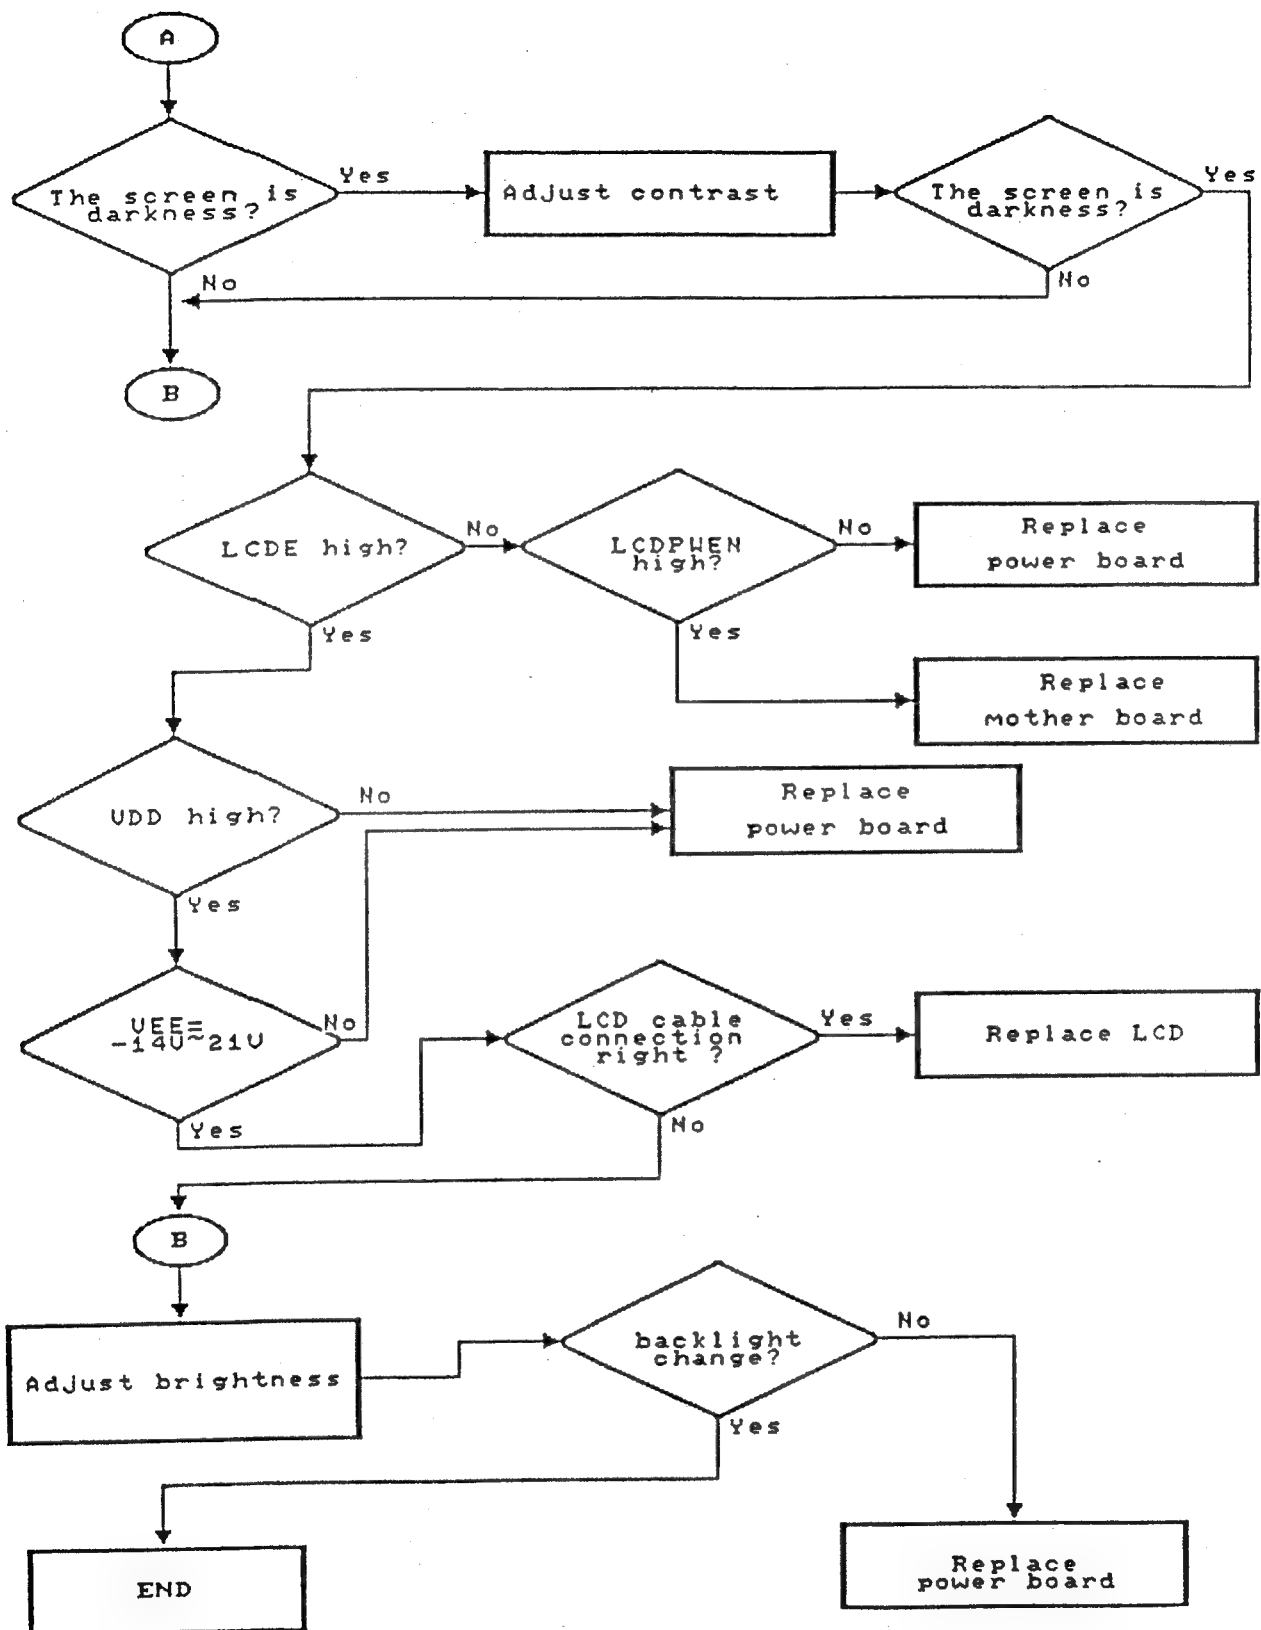 A
The screen is
darkness?
Yes
Adjust contrast
The screen is
darkness?
Yes
No
No
B
LCDE high?
No
LCDPWEN
high?
No
Replace
power board
Yes
Yes
Replace
mother board
VDD high?
No
Replace
power board
Yes
VEE=
-14V~21V
No
LCD cable
connection
right ?
Yes
Replace LCD
Yes
No
B
Adjust brightness
backlight
change?
No
Yes
END
Replace
power board